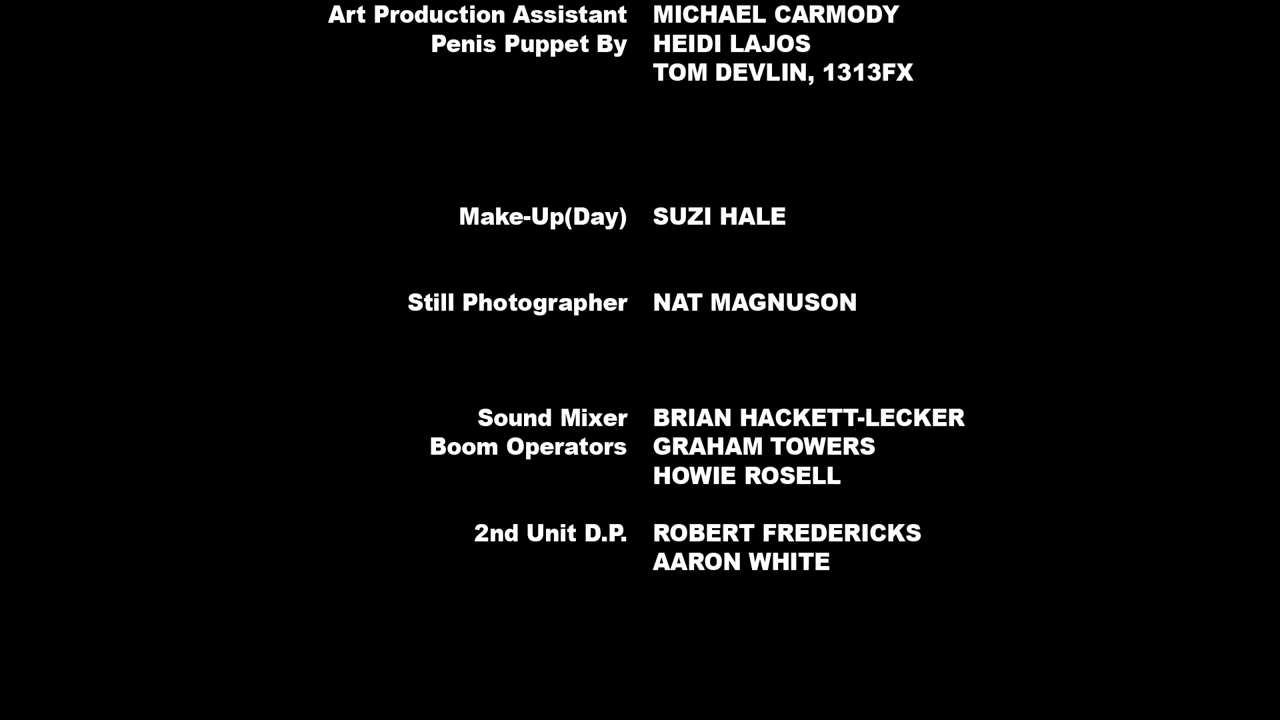 Art Production Assistant MICHAEL CARMODY
Penis Puppet By HEIDI LAJOS
TOM DEVLIN, 1313FX
Make-Up(Day) SUZI HALE
Still Photographer NAT MAGNUSON
Sound Mixer BRIAN HACKETT-LECKER
Boom Operators GRAHAM TOWERS
HOWIE ROSELL
2nd Unit D.P. ROBERT FREDERICKS
AARON WHITE